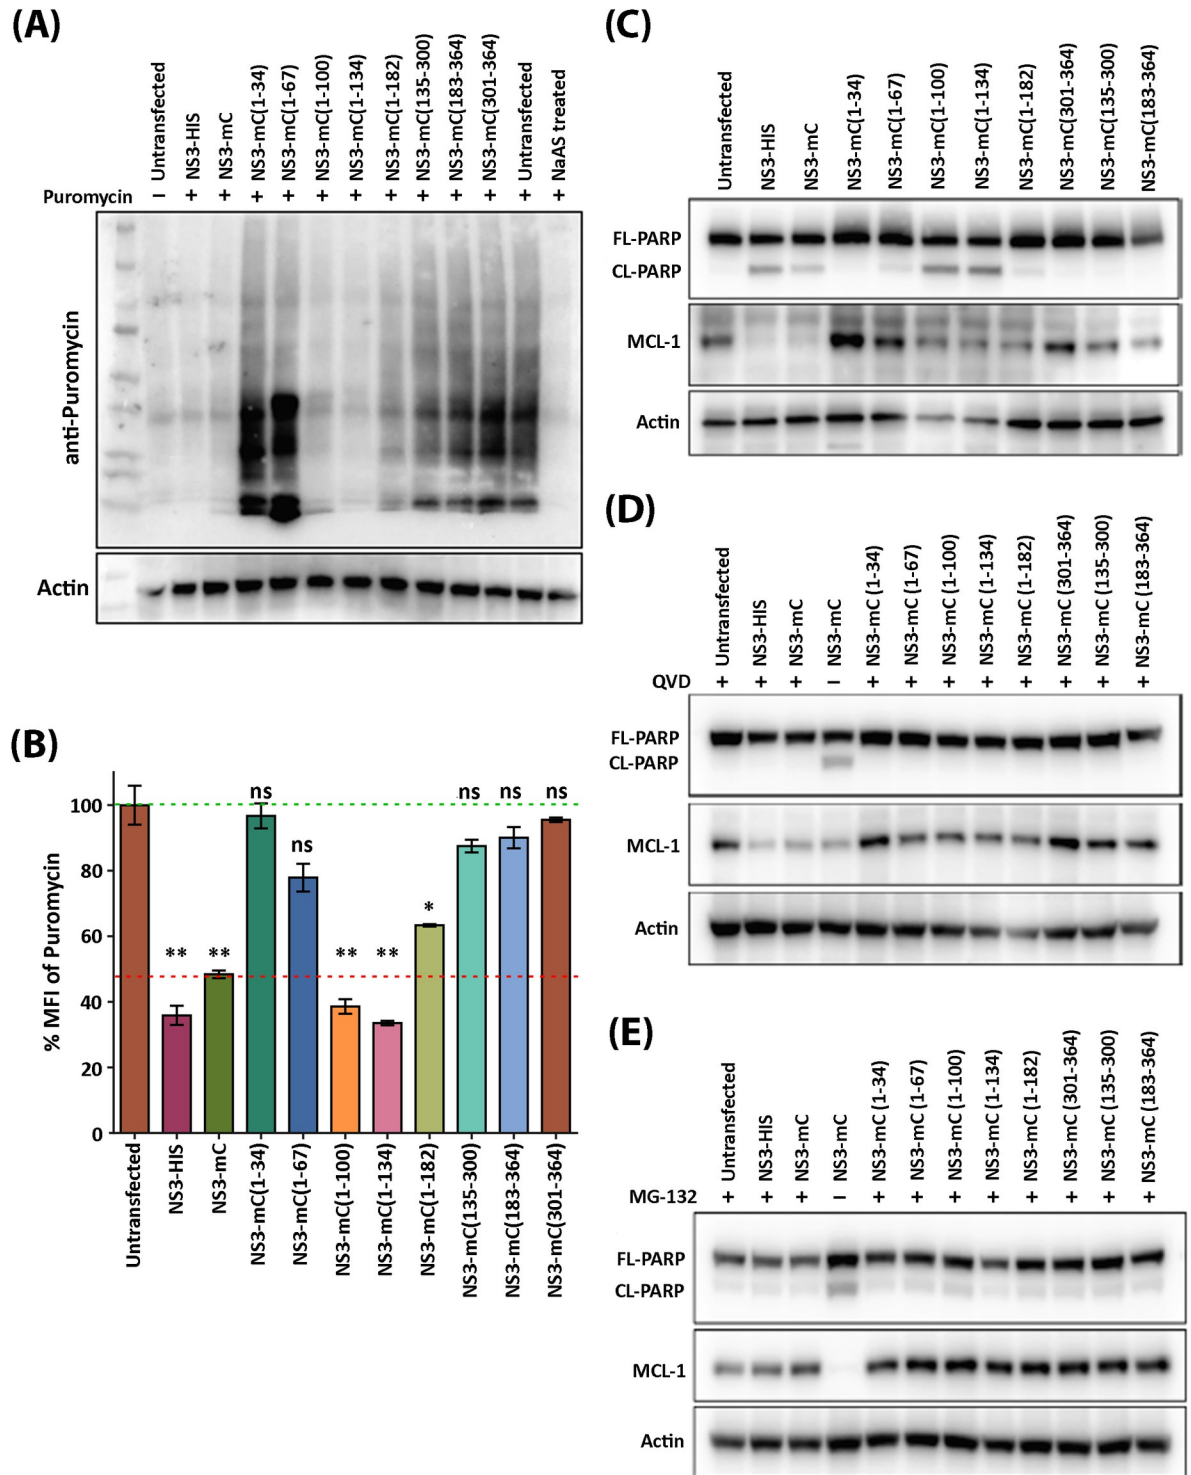 (A)
Untransfected
NS3-HIS
NS3-mC
NS3-mC(1-34)
NS3-mC(1-67)
NS3-mC(1-100)
NS3-mC(1-134)
NS3-mC(1-182)
NS3-mC(135-300)
NS3-mC(183-364)
NS3-mC(301-364)
Untransfected
NaAS treated
Puromycin – + + + + + + + + + + + +
anti-Puromycin
Actin
(B)
% MFI of Puromycin
100
80
60
40
20
0
** ** ns ns ** ** * ns ns ns
Untransfected
NS3-HIS
NS3-mC
NS3-mC(1-34)
NS3-mC(1-67)
NS3-mC(1-100)
NS3-mC(1-134)
NS3-mC(1-182)
NS3-mC(135-300)
NS3-mC(183-364)
NS3-mC(301-364)
(C)
Untransfected
NS3-HIS
NS3-mC
NS3-mC(1-34)
NS3-mC(1-67)
NS3-mC(1-100)
NS3-mC(1-134)
NS3-mC(1-182)
NS3-mC(301-364)
NS3-mC(135-300)
NS3-mC(183-364)
FL-PARP
CL-PARP
MCL-1
Actin
(D)
Untransfected
NS3-HIS
NS3-mC
NS3-mC
NS3-mC (1-34)
NS3-mC (1-67)
NS3-mC (1-100)
NS3-mC (1-134)
NS3-mC (1-182)
NS3-mC (301-364)
NS3-mC (135-300)
NS3-mC (183-364)
QVD + + + – + + + + + + + +
FL-PARP
CL-PARP
MCL-1
Actin
(E)
Untransfected
NS3-HIS
NS3-mC
NS3-mC
NS3-mC (1-34)
NS3-mC (1-67)
NS3-mC (1-100)
NS3-mC (1-134)
NS3-mC (1-182)
NS3-mC (301-364)
NS3-mC (135-300)
NS3-mC (183-364)
MG-132 + + + – + + + + + + + +
FL-PARP
CL-PARP
MCL-1
Actin